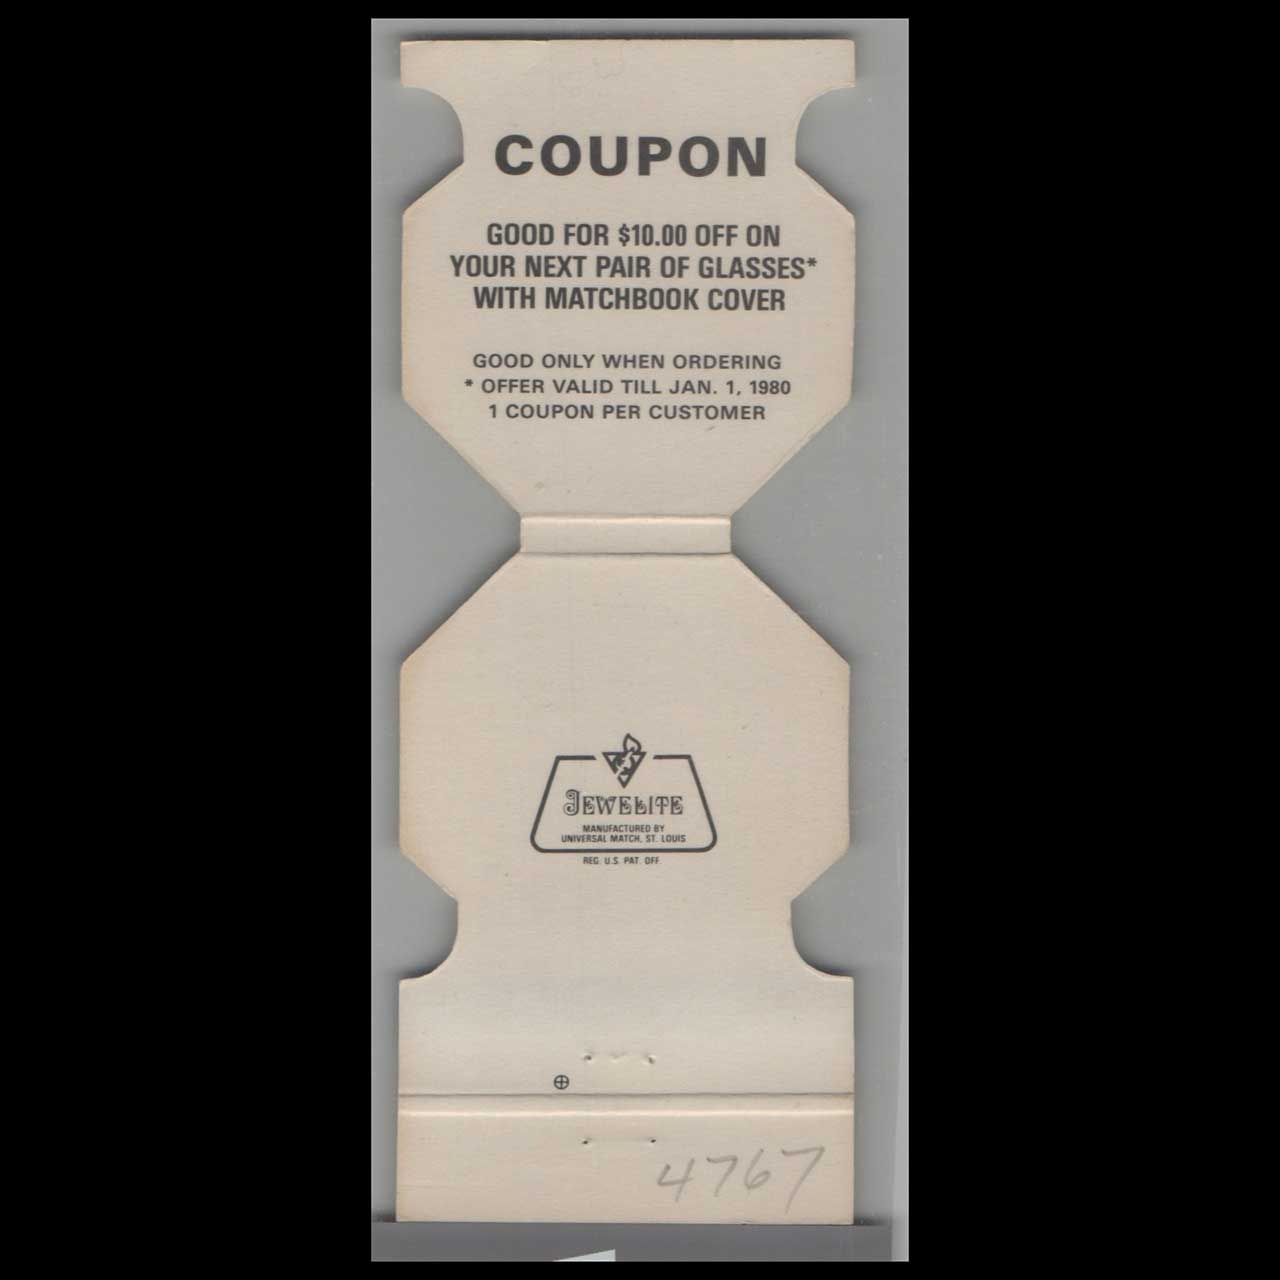 COUPON
GOOD FOR $10.00 OFF ON
YOUR NEXT PAIR OF GLASSES*
WITH MATCHBOOK COVER
GOOD ONLY WHEN ORDERING
* OFFER VALID TILL JAN. 1, 1980
1 COUPON PER CUSTOMER
JEWELITE
MANUFACTURED BY
UNIVERSAL MATCH, ST. LOUIS
REG. U.S. PAT. OFF.
4767